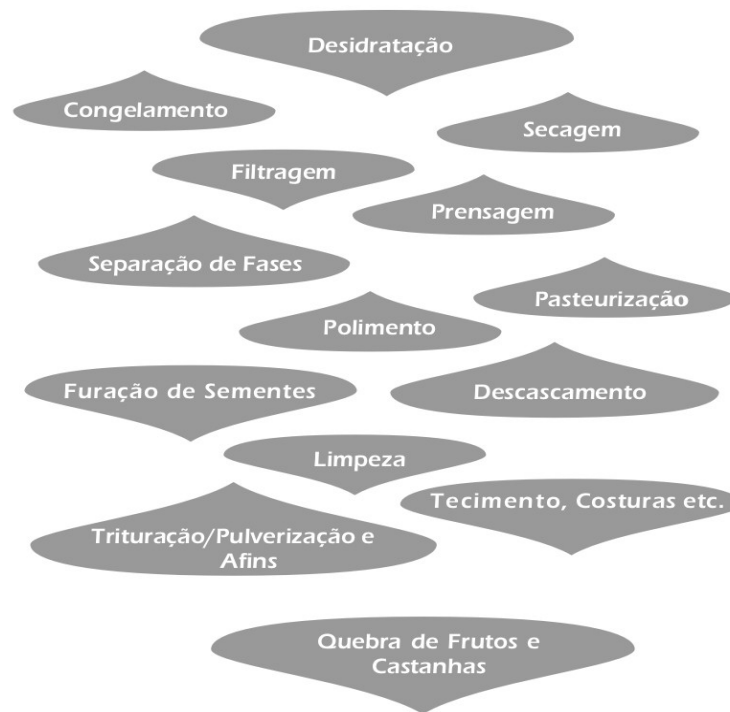 Desidratação
Congelamento
Secagem
Filtragem
Prensagem
Separação de Fases
Pasteurização
Polimento
Furação de Sementes
Descascamento
Limpeza
Tecimento, Costuras etc.
Trituração/Pulverização e
Afins
Quebra de Frutos e
Castanhas